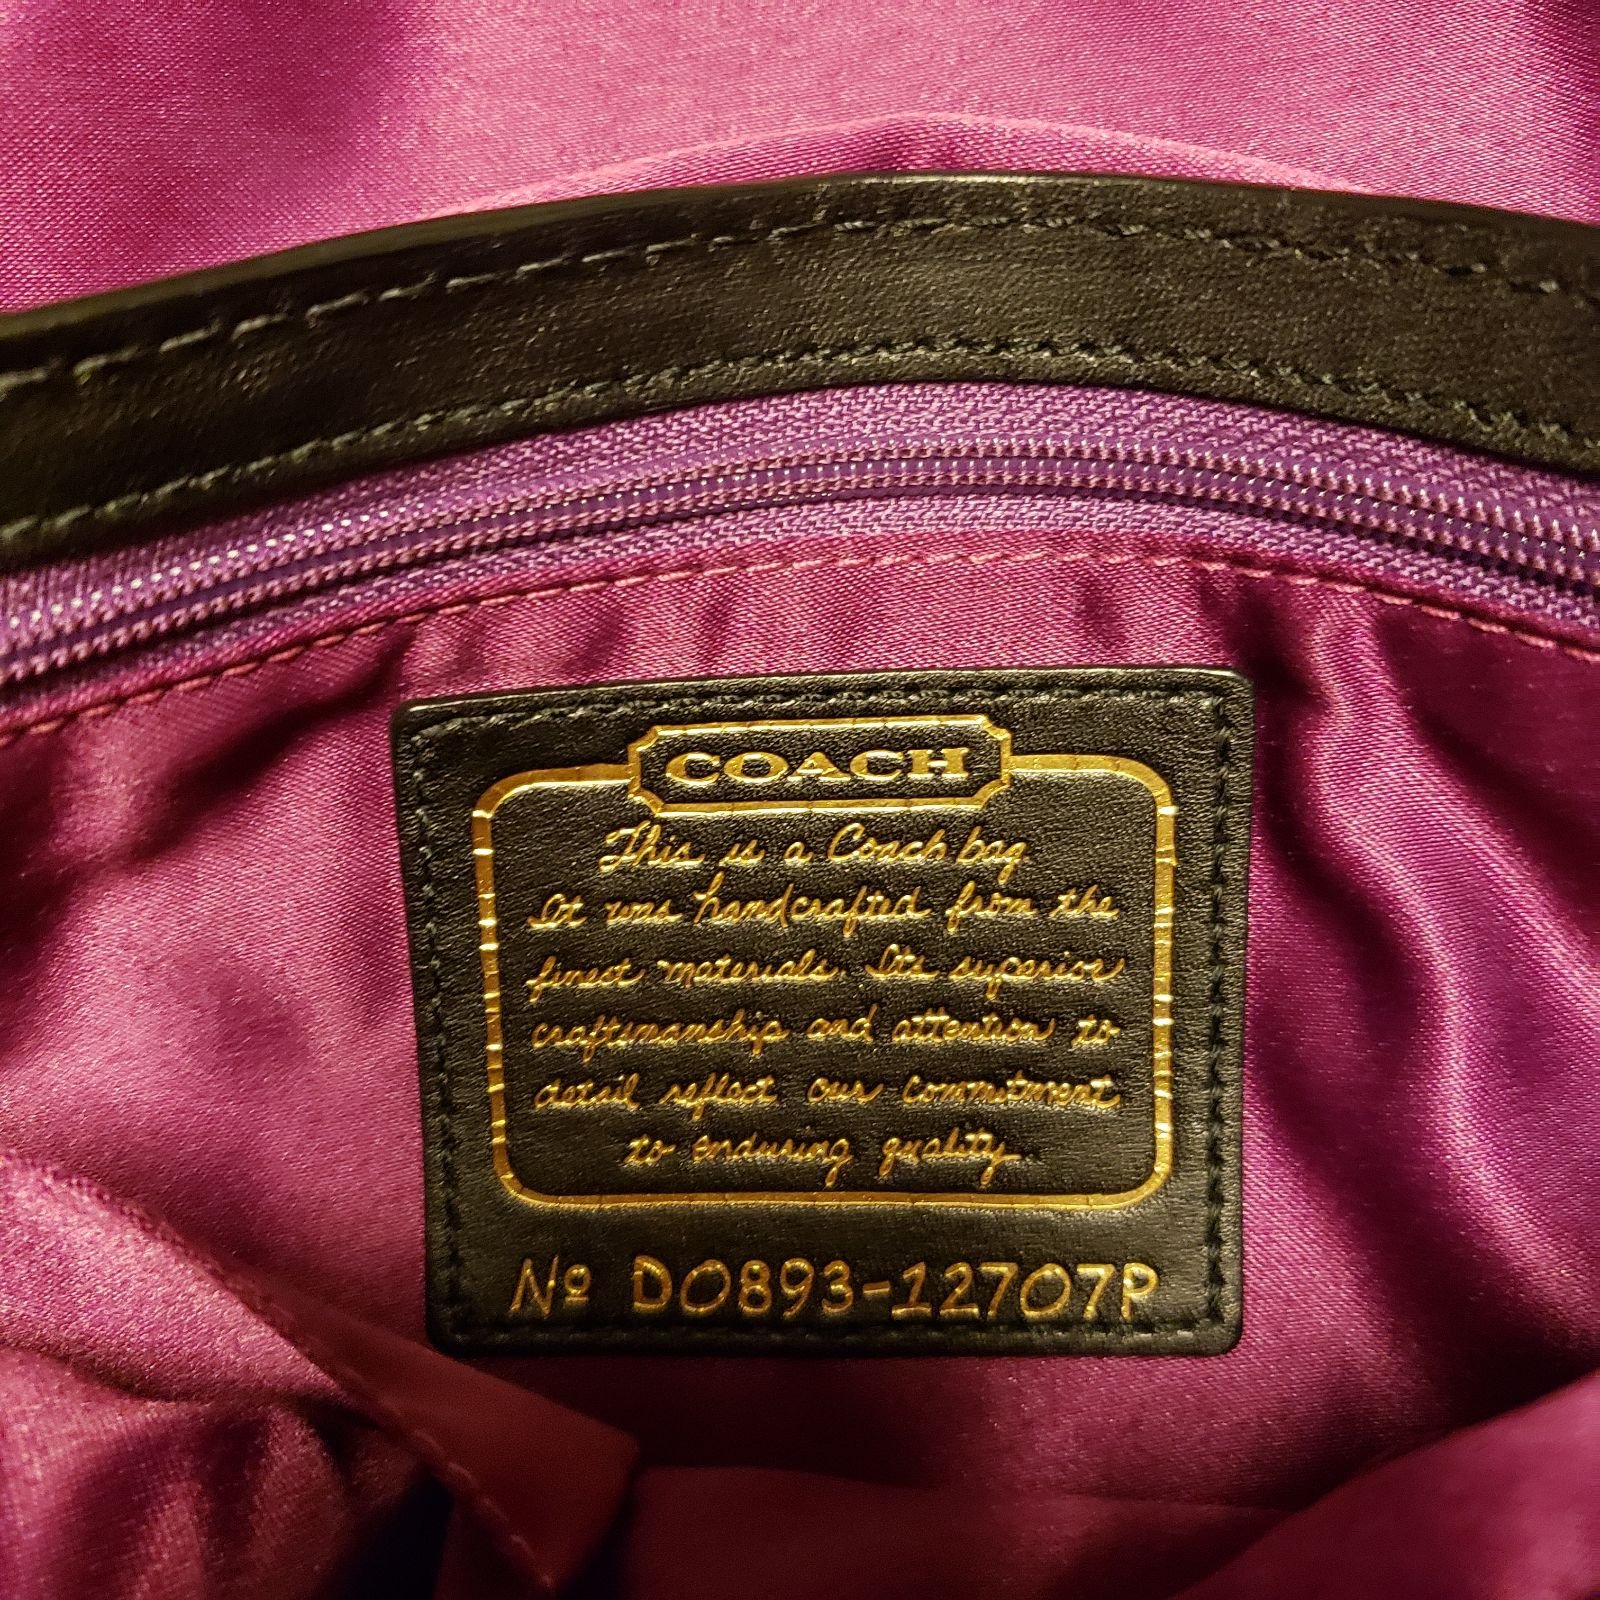 COACH
This is a Coach bag.
It was handcrafted from the
finest materials. Its superior
craftsmanship and attention to
detail reflect our commitment
to enduring quality.
Nº D0893-12707P